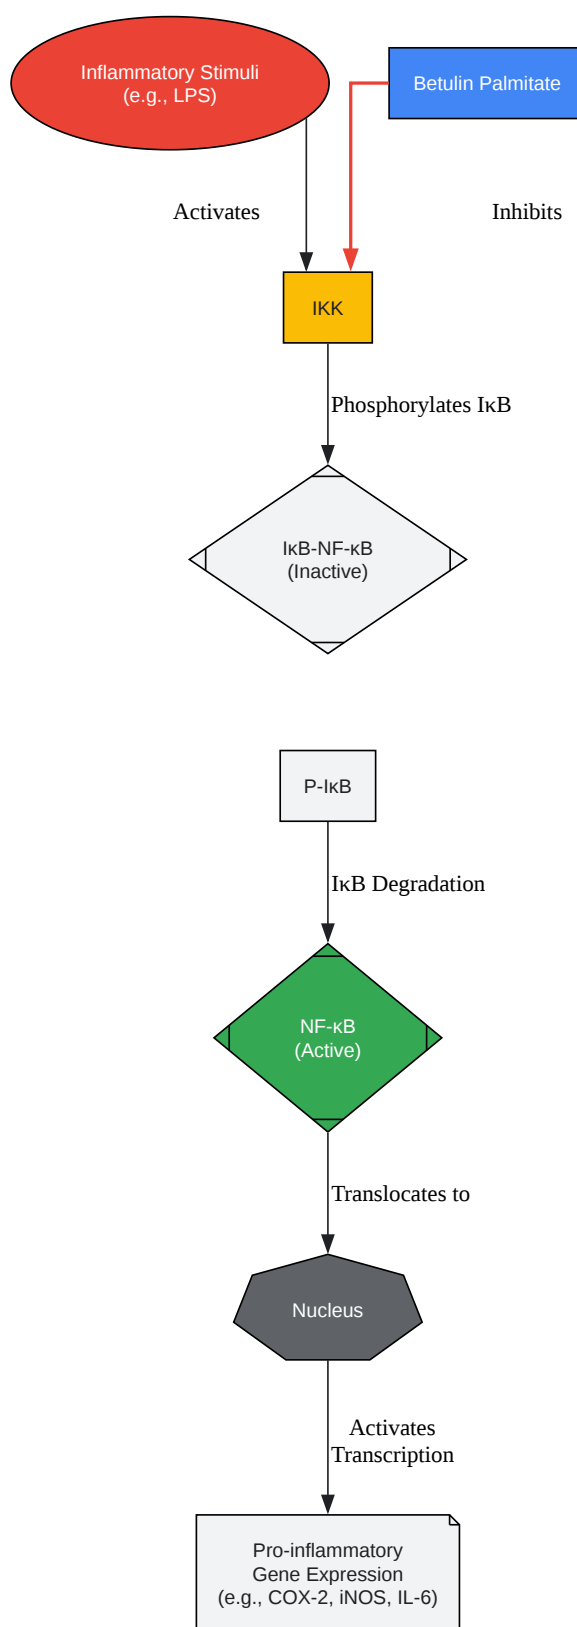 Inflammatory Stimuli
(e.g., LPS)
Betulin Palmitate
Activates
Inhibits
IKK
Phosphorylates IκB
IκB-NF-κB
(Inactive)
P-IκB
IκB Degradation
NF-κB
(Active)
Translocates to
Nucleus
Activates
Transcription
Pro-inflammatory
Gene Expression
(e.g., COX-2, iNOS, IL-6)